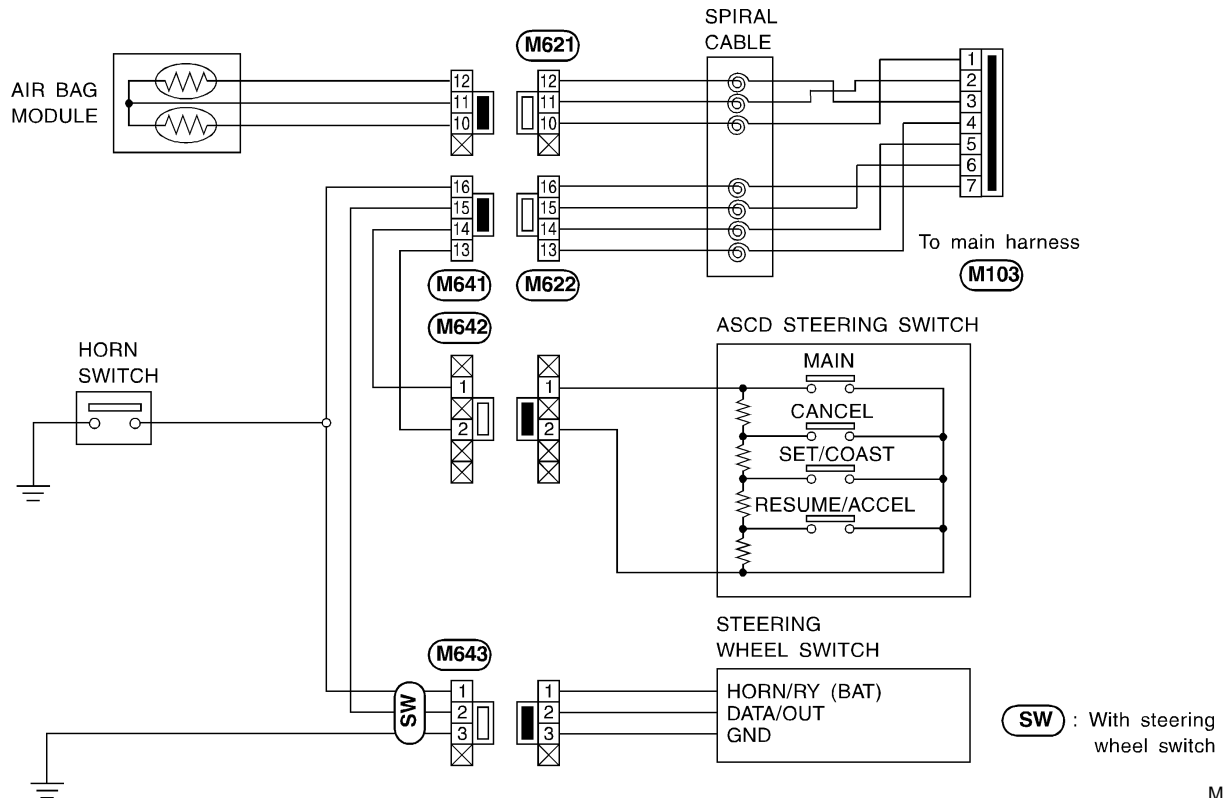 SPIRAL
CABLE
M621
AIR BAG
MODULE
12
11
10
12
11
10
1
2
3
4
5
6
7
16
15
14
13
16
15
14
13
To main harness
M103
M641
M622
M642
HORN
SWITCH
1
2
1
2
ASCD STEERING SWITCH
MAIN
CANCEL
SET/COAST
RESUME/ACCEL
STEERING
WHEEL SWITCH
M643
SW
1
2
3
1
2
3
HORN/RY (BAT)
DATA/OUT
GND
SW : With steering
wheel switch
M